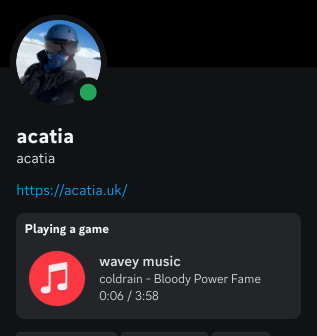 acatia
acatia
https://acatia.uk/
Playing a game
wavey music
coldrain - Bloody Power Fame
0:06 / 3:58